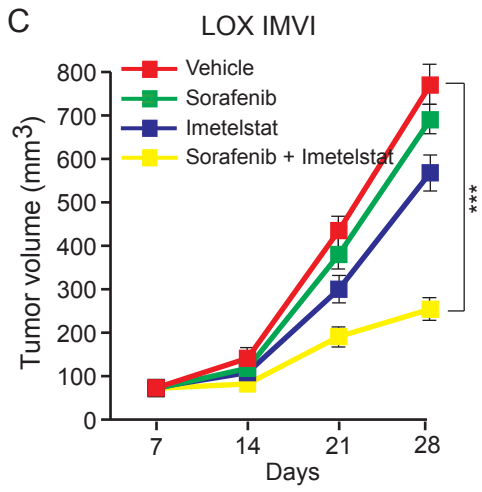 C
LOX IMVI
Vehicle
Sorafenib
Imetelstat
Sorafenib + Imetelstat
***
Tumor volume (mm3)
800
700
600
500
400
300
200
100
0
7 14 21 28
Days